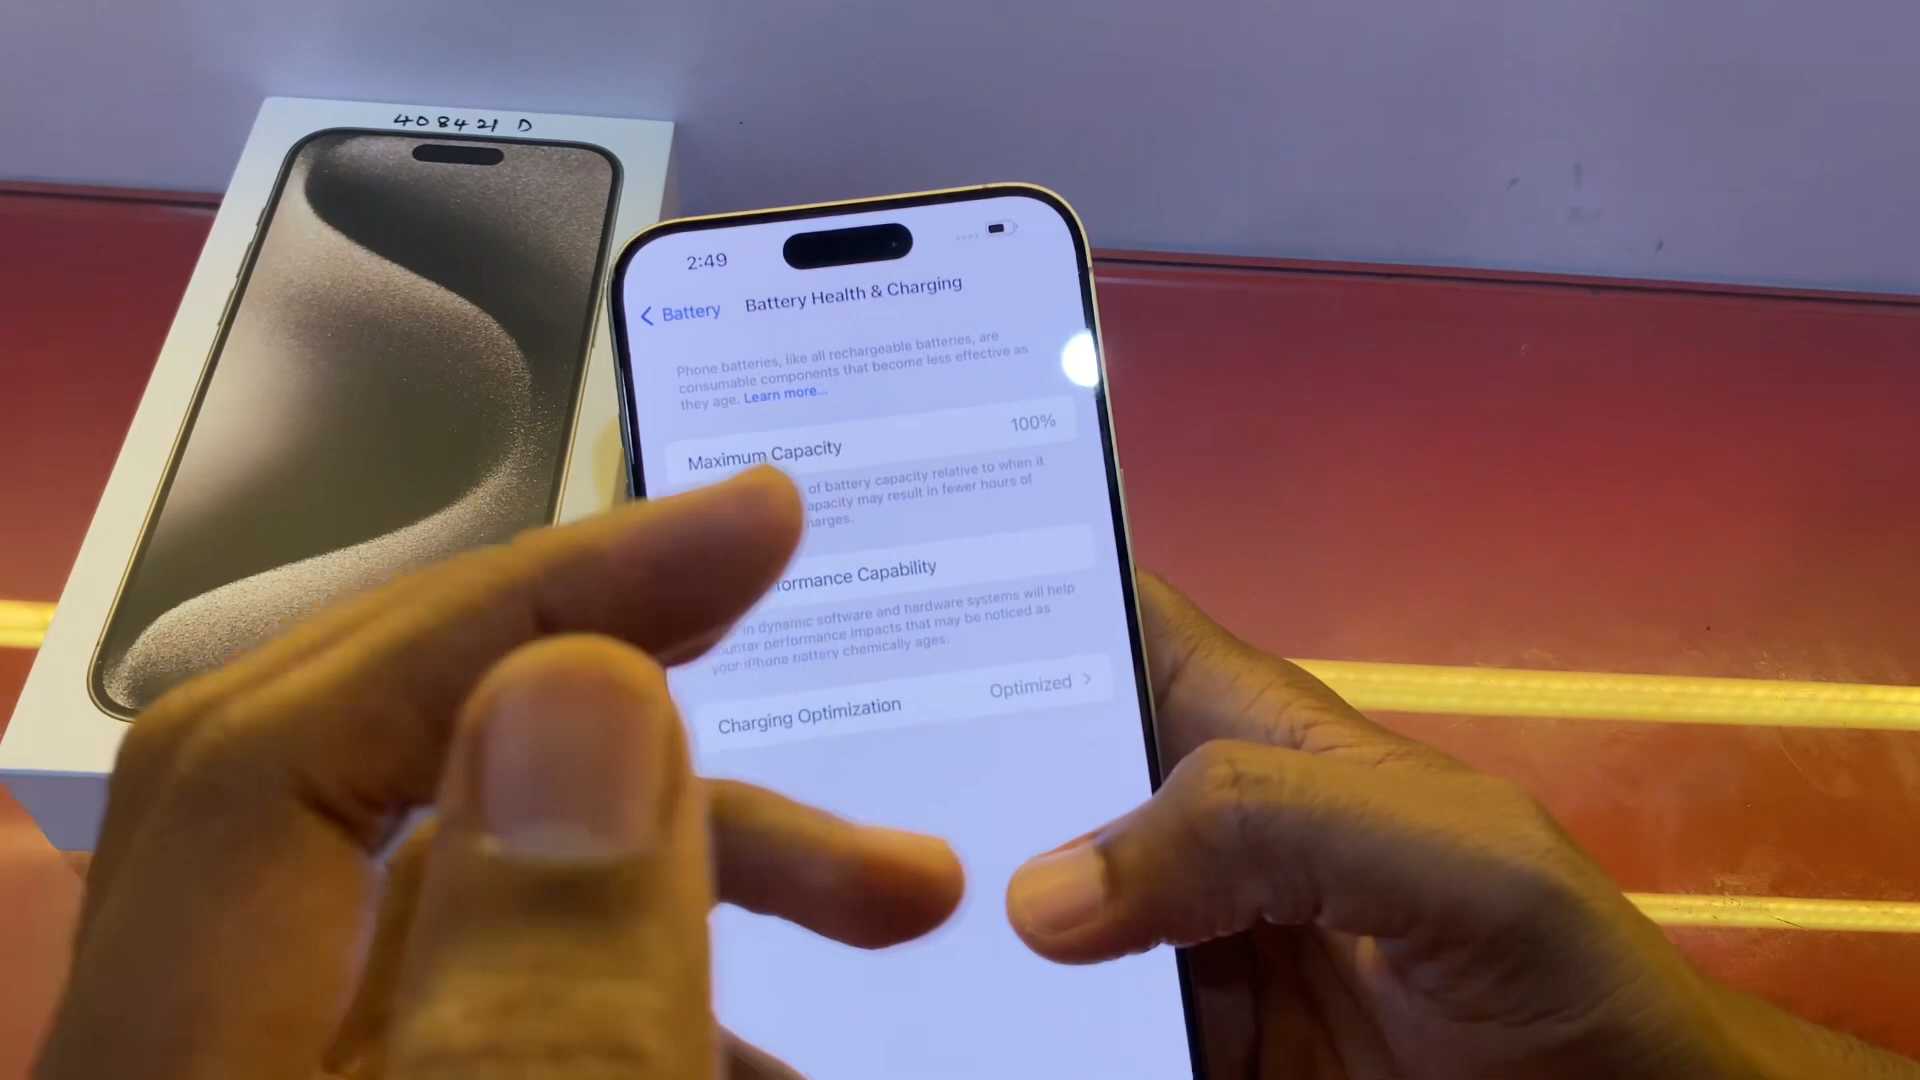 408421 D
2:49
Battery
Battery Health & Charging
Phone batteries, like all rechargeable batteries, are
consumable components that become less effective as
they age. Learn more...
Maximum Capacity 100%
of battery capacity relative to when it
apacity may result in fewer hours of
harges.
formance Capability
in dynamic software and hardware systems will help
performance impacts that may be noticed as
your iPhone battery chemically ages.
Charging Optimization Optimized